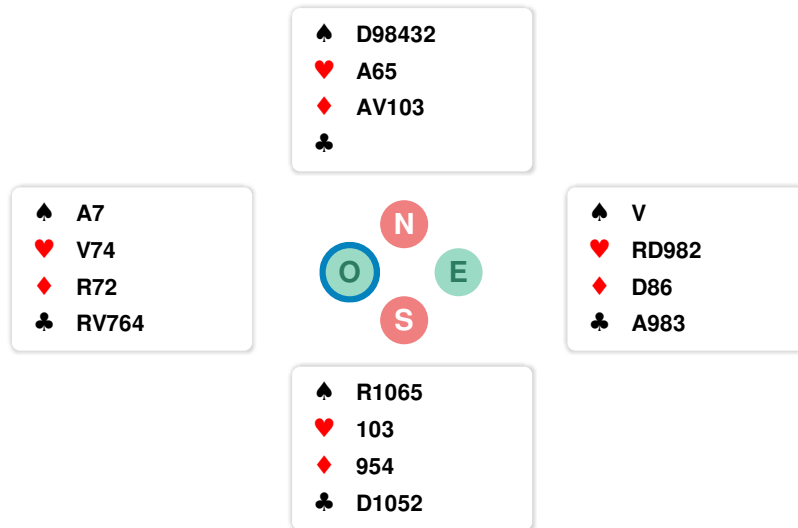 ♠ D98432
♥ A65
♦ AV103
♣
♠ A7
♥ V74
♦ R72
♣ RV764
N
O E
S
♠ V
♥ RD982
♦ D86
♣ A983
♠ R1065
♥ 103
♦ 954
♣ D1052